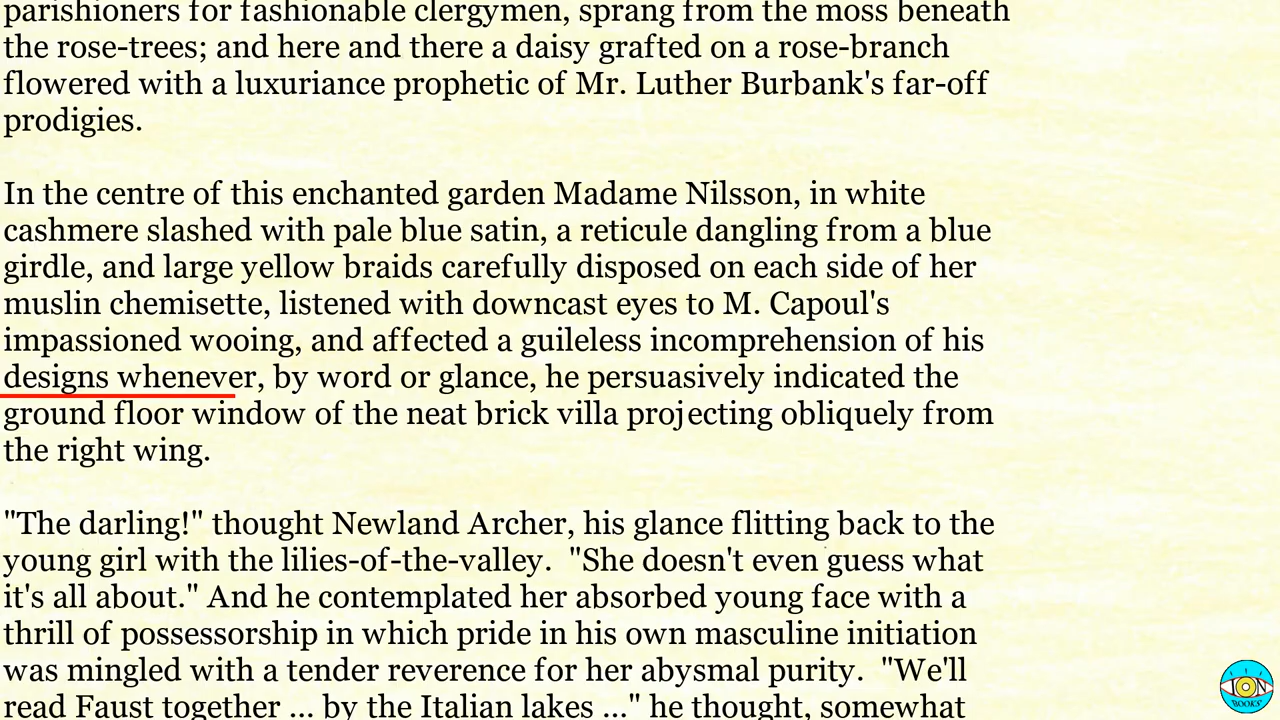 parishioners for fashionable clergymen, sprang from the moss beneath
the rose-trees; and here and there a daisy grafted on a rose-branch
flowered with a luxuriance prophetic of Mr. Luther Burbank's far-off
prodigies.
In the centre of this enchanted garden Madame Nilsson, in white
cashmere slashed with pale blue satin, a reticule dangling from a blue
girdle, and large yellow braids carefully disposed on each side of her
muslin chemisette, listened with downcast eyes to M. Capoul's
impassioned wooing, and affected a guileless incomprehension of his
designs whenever, by word or glance, he persuasively indicated the
ground floor window of the neat brick villa projecting obliquely from
the right wing.
"The darling!" thought Newland Archer, his glance flitting back to the
young girl with the lilies-of-the-valley.  "She doesn't even guess what
it's all about." And he contemplated her absorbed young face with a
thrill of possessorship in which pride in his own masculine initiation
was mingled with a tender reverence for her abysmal purity.  "We'll
read Faust together ... by the Italian lakes ..." he thought, somewhat
ION
BOOKS